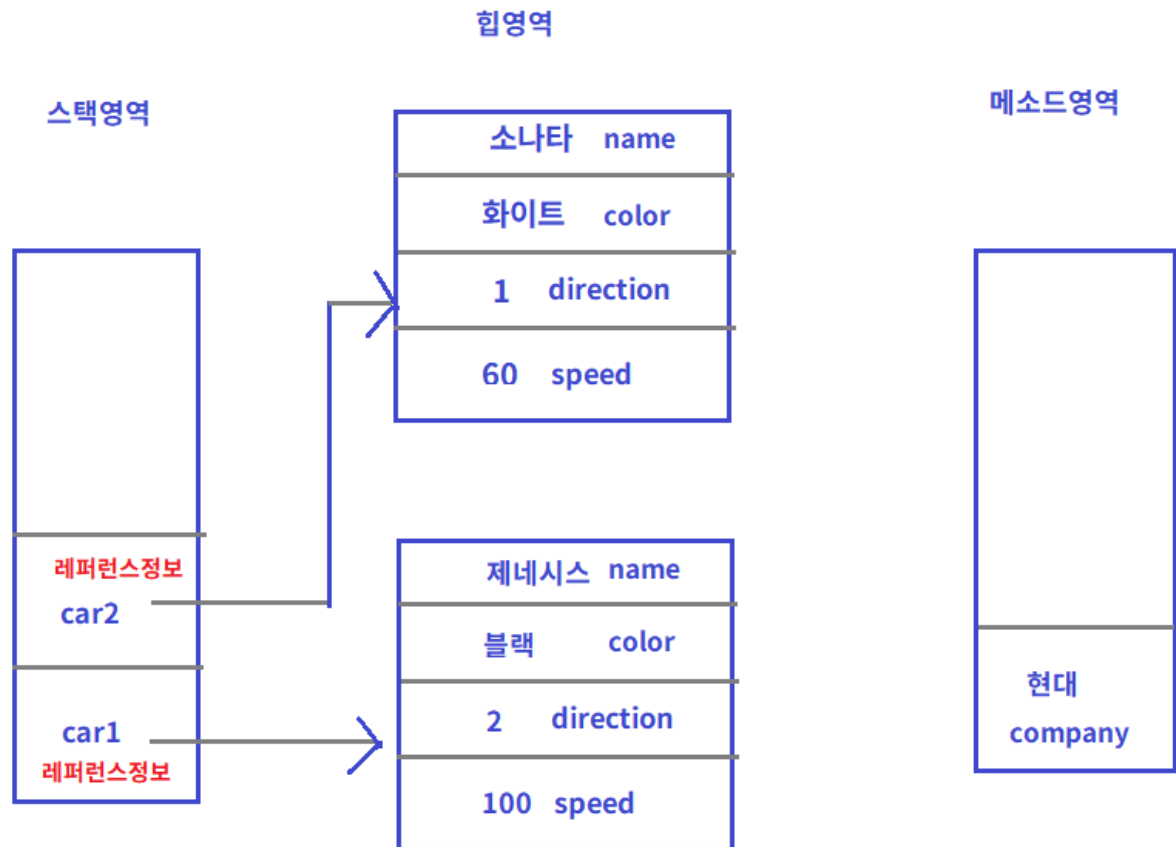 힙영역
스택영역
메소드영역
소나타 name
화이트 color
1 direction
60 speed
레퍼런스정보
car2
car1
레퍼런스정보
제네시스 name
블랙 color
2 direction
100 speed
현대
company